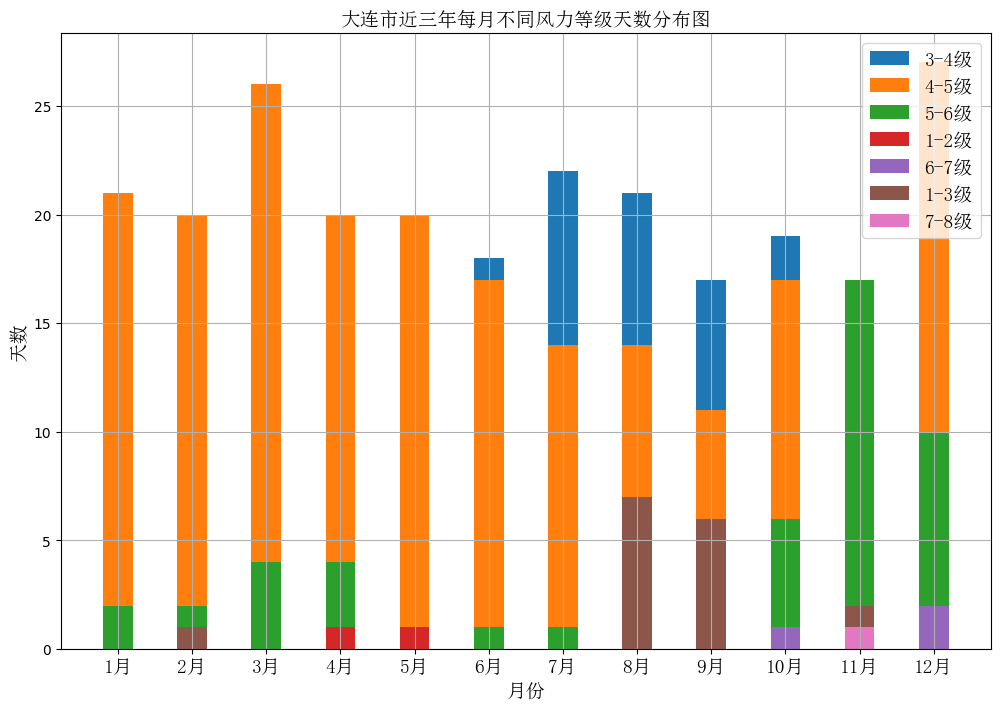 大连市近三年每月不同风力等级天数分布图
3-4级
4-5级
5-6级
1-2级
6-7级
1-3级
7-8级
天数
25
20
15
10
5
0
1月 2月 3月 4月 5月 6月 7月 8月 9月 10月 11月 12月
月份